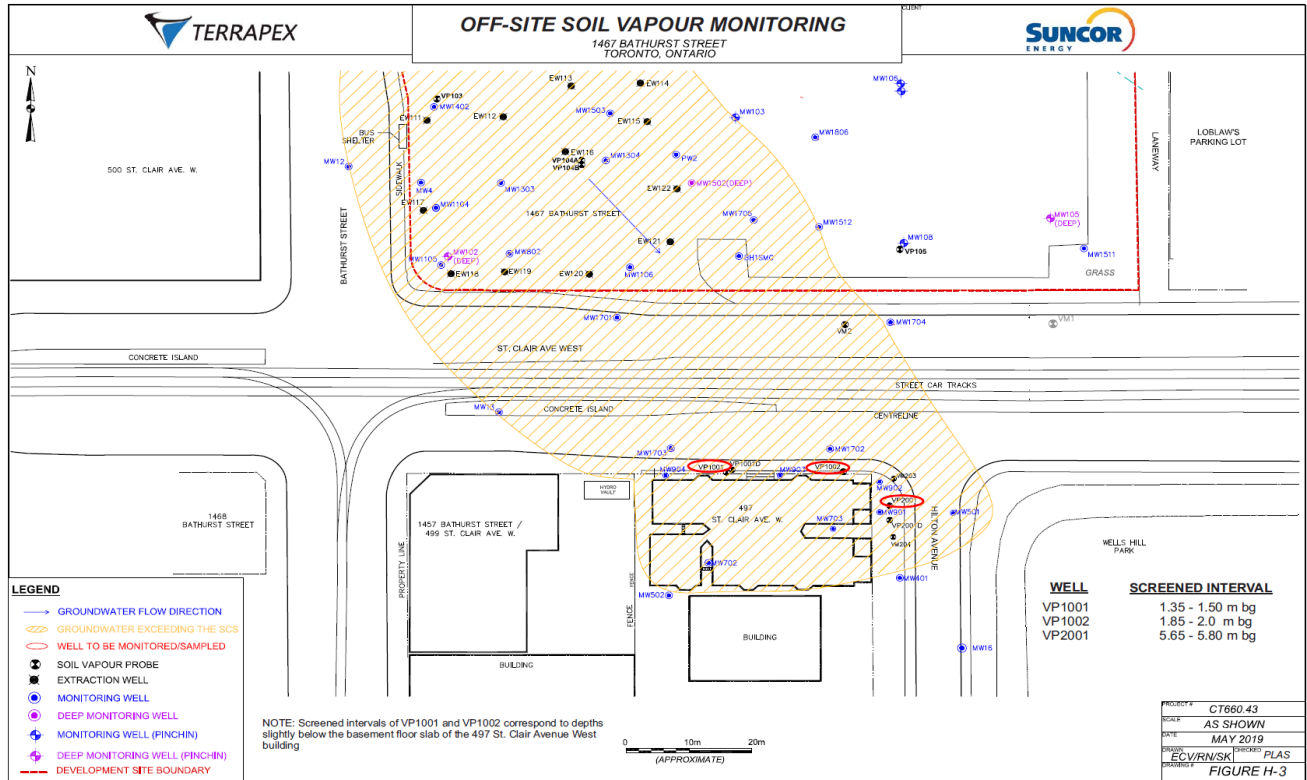 TERRAPEX
OFF-SITE SOIL VAPOUR MONITORING
1467 BATHURST STREET
TORONTO, ONTARIO
CLIENT
SUNCOR
ENERGY
N
EW113
EW114
MW106
VP103
MW1402
EW111
EW112
MW1503
EW115
MW103
MW1806
BUS
SHELTER
LANEWAY
LOBLAW'S
PARKING LOT
500 ST. CLAIR AVE. W.
MW12
SIDEWALK
EW116
VP104A
VP104B
MW1304
PW2
MW4
MW1303
EW122
MW1502(DEEP)
EW117
MW1104
1467 BATHURST STREET
MW1706
MW1512
MW105
(DEEP)
BATHURST STREET
MW102
(DEEP)
MW1105
MW802
EW121
MW108
VP105
MW1511
EW118
EW119
EW120
MW1106
BH1SMC
GRASS
MW1701
VM2
MW1704
VM1
ST. CLAIR AVE WEST
CONCRETE ISLAND
STREET CAR TRACKS
MW13
CONCRETE ISLAND
CENTRELINE
MW1703
MW1702
VP1001
VP1001D
MW904
MW903
VP1002
HYDRO
VAULT
MW902
1468
BATHURST STREET
1457 BATHURST STREET /
499 ST. CLAIR AVE. W.
497
ST. CLAIR AVE. W.
MW703
VP200
MW901
MW501
HILTON AVENUE
PROPERTY LINE
WELLS HILL
PARK
MW702
FENCE
MW401
MW502
FENCE
BUILDING
BUILDING
MW16
WELL SCREENED INTERVAL
VP1001 1.35 - 1.50 m bg
VP1002 1.85 - 2.0 m bg
VP2001 5.65 - 5.80 m bg
LEGEND
GROUNDWATER FLOW DIRECTION
GROUNDWATER EXCEEDING THE SCS
WELL TO BE MONITORED/SAMPLED
SOIL VAPOUR PROBE
EXTRACTION WELL
MONITORING WELL
DEEP MONITORING WELL
MONITORING WELL (PINCHIN)
DEEP MONITORING WELL (PINCHIN)
DEVELOPMENT SITE BOUNDARY
NOTE: Screened intervals of VP1001 and VP1002 correspond to depths
slightly below the basement floor slab of the 497 St. Clair Avenue West
building
0 10m 20m
(APPROXIMATE)
PROJECT # CT660.43
SCALE AS SHOWN
DATE MAY 2019
DRAWN ECV/RN/SK CHECKED PLAS
DRAWING # FIGURE H-3